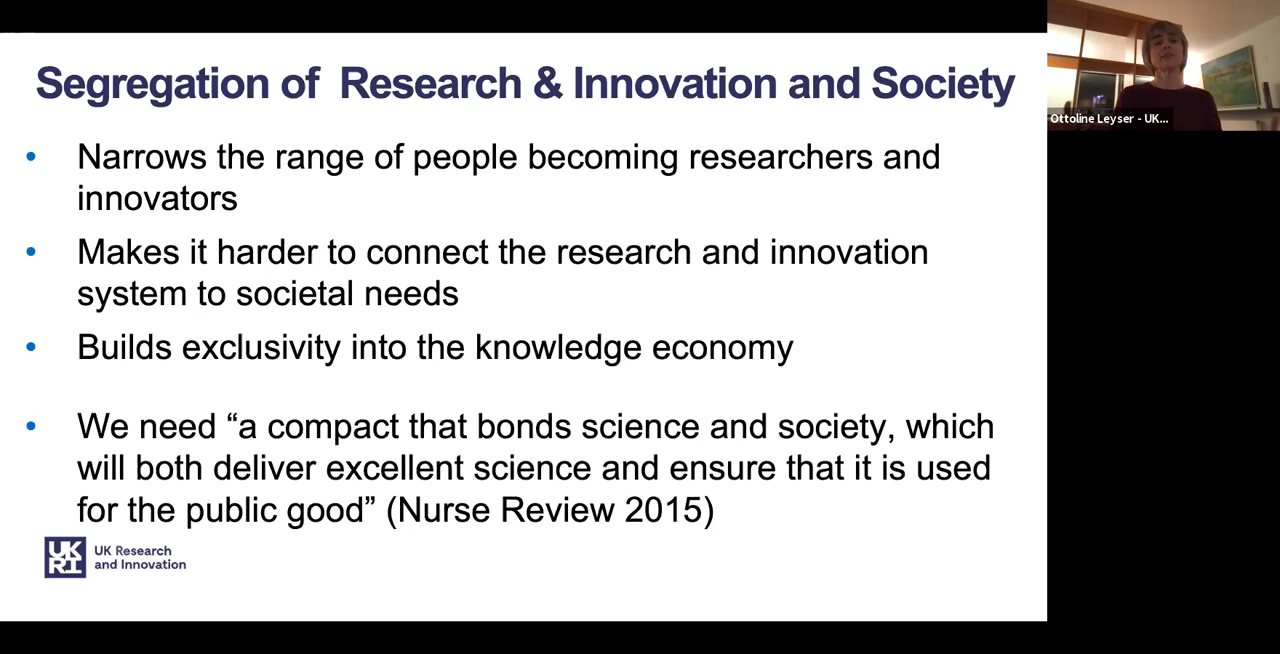 Segregation of  Research & Innovation and Society
• Narrows the range of people becoming researchers and
innovators
• Makes it harder to connect the research and innovation
system to societal needs
• Builds exclusivity into the knowledge economy
• We need “a compact that bonds science and society, which
will both deliver excellent science and ensure that it is used
for the public good” (Nurse Review 2015)
UK
RI
UK Research
and Innovation
Ottoline Leyser - UK...